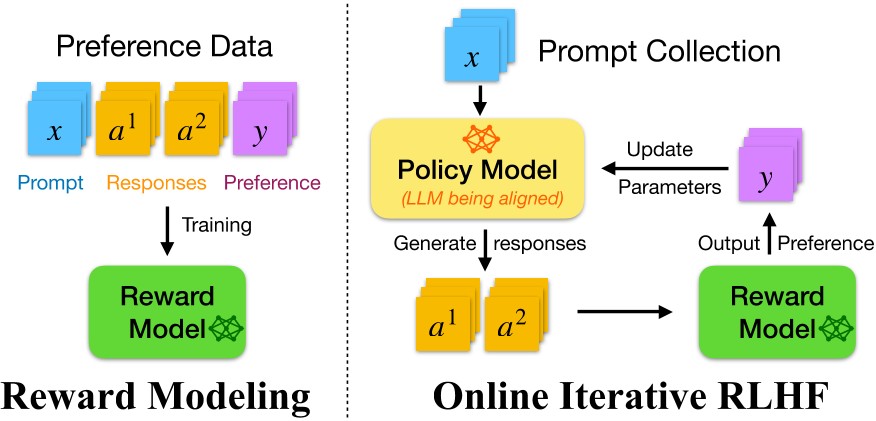 Preference Data
x a¹ a² y
Prompt Responses Preference
Training
Reward
Model
Reward Modeling
x Prompt Collection
Policy Model
(LLM being aligned)
Generate responses
a¹ a²
Reward
Model
Output Preference
y
Update
Parameters
Online Iterative RLHF